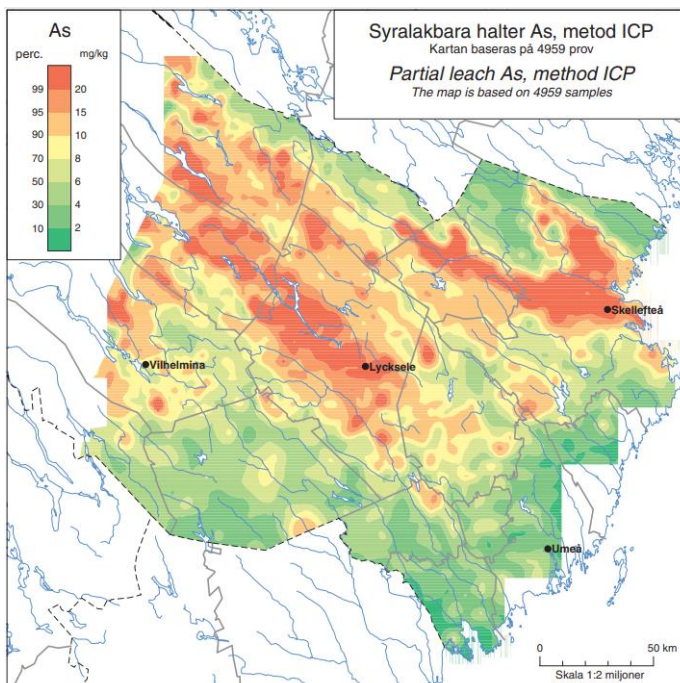 As
perc. mg/kg
99 20
95 15
90 10
70 8
50 6
30 4
10 2
Syralakbara halter As, metod ICP
Kartan baseras på 4959 prov
Partial leach As, method ICP
The map is based on 4959 samples
Skellefteå
Vilhelmina
Lycksele
Umeå
0 50 km
Skala 1:2 miljoner